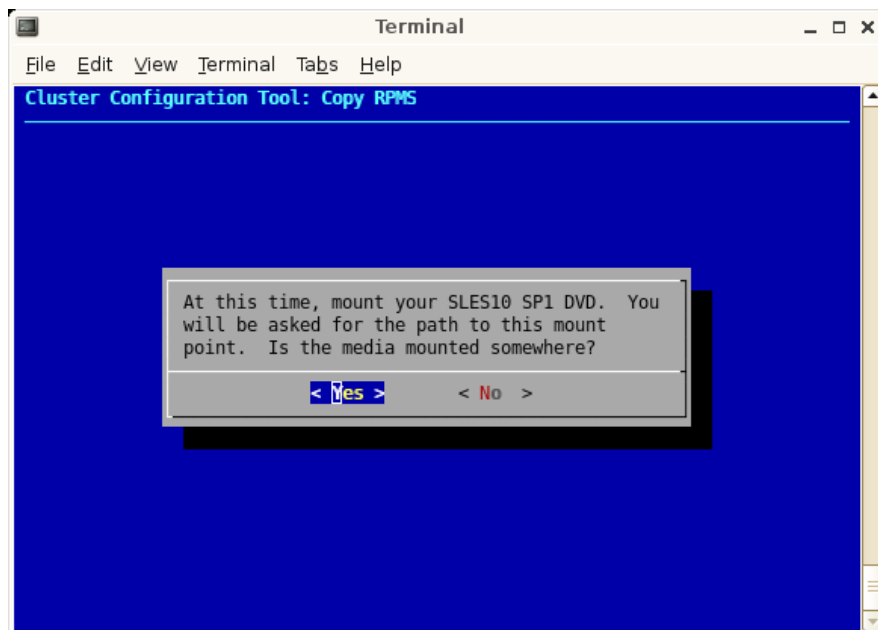 Terminal
File Edit View Terminal Tabs Help
Cluster Configuration Tool: Copy RPMS
At this time, mount your SLES10 SP1 DVD.  You
will be asked for the path to this mount
point.  Is the media mounted somewhere?
< Yes >          < No  >